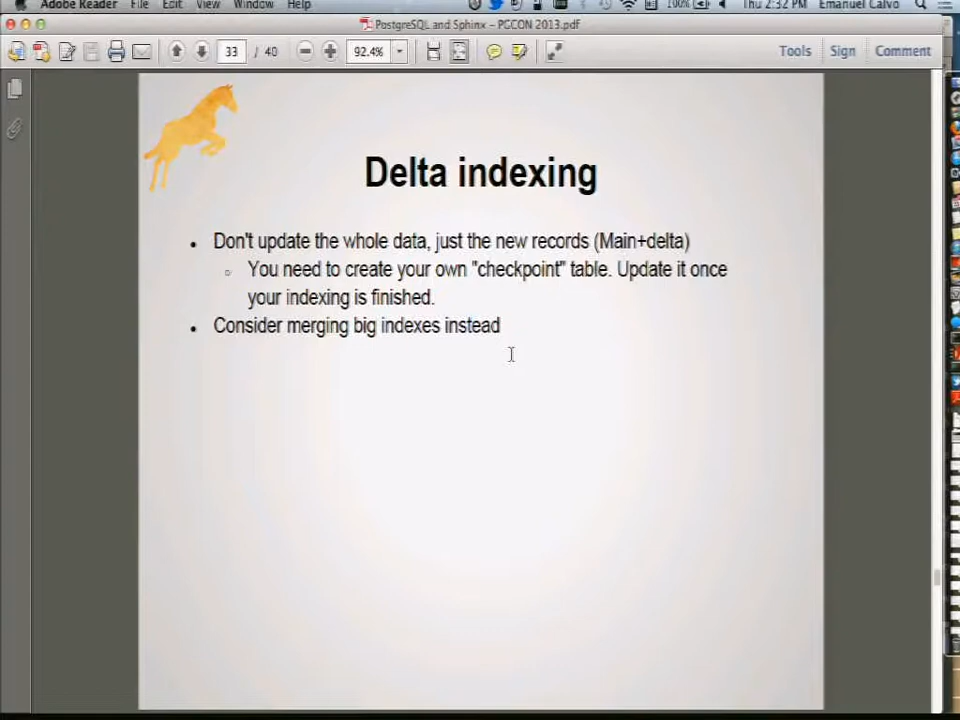 Adobe Reader File Edit View Window Help 100% Thu 2:32 PM Emanuel Calvo
PostgreSQL and Sphinx – PGCON 2013.pdf
33 / 40 92.4% Tools Sign Comment
Delta indexing
Don't update the whole data, just the new records (Main+delta)
You need to create your own "checkpoint" table. Update it once
your indexing is finished.
Consider merging big indexes instead